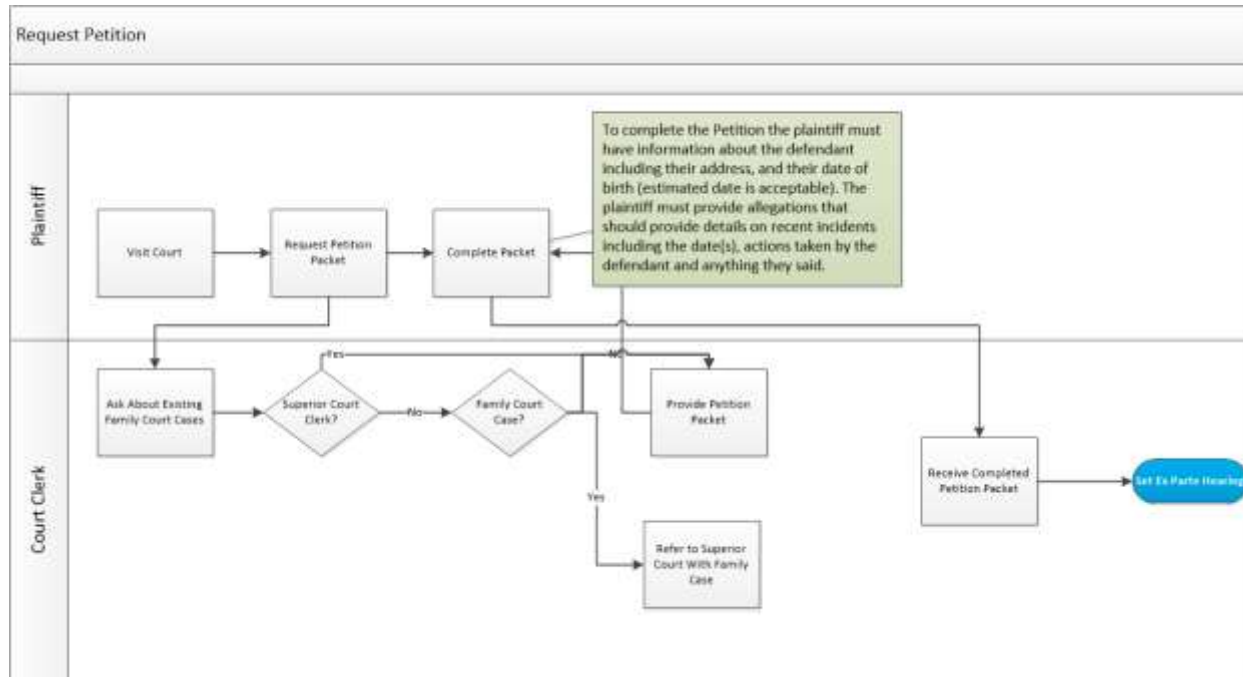 Request Petition
Plaintiff
To complete the Petition the plaintiff must
have information about the defendant
including their address, and their date of
birth (estimated date is acceptable). The
plaintiff must provide allegations that
should provide details on recent incidents
including the date(s), actions taken by the
defendant and anything they said.
Visit Court
Request Petition
Packet
Complete Packet
Court Clerk
Yes
No
Ask About Existing
Family Court Cases
Superior Court
Clerk?
No
Family Court
Case?
Provide Petition
Packet
Receive Completed
Petition Packet
Set Ex Parte Hearing
Yes
Refer to Superior
Court With Family
Case